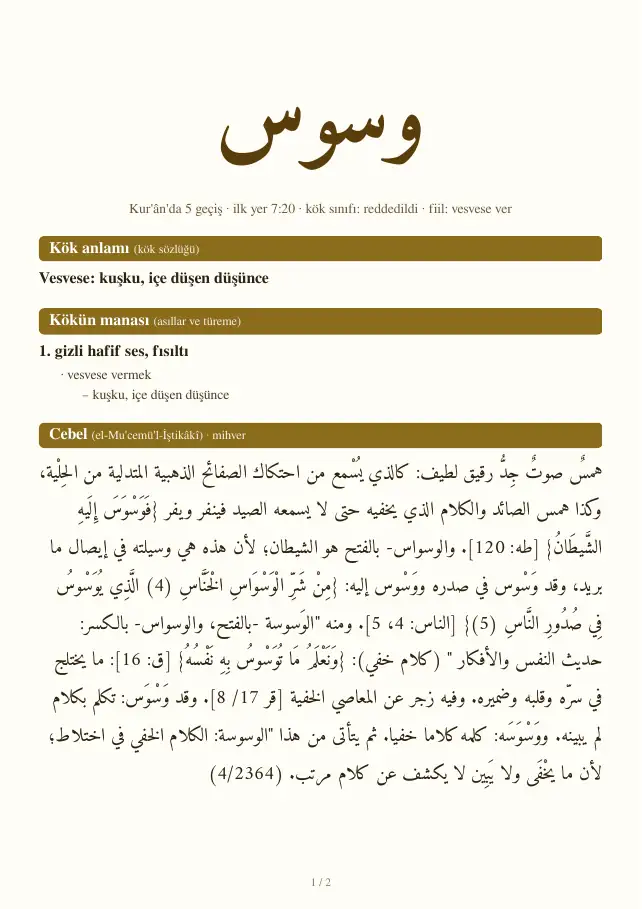 وسوس
Kur'ân'da 5 geçiş · ilk yer 7:20 · kök sınıfı: reddedildi · fiil: vesvese ver
Kök anlamı (kök sözlüğü)
Vesvese: kuşku, içe düşen düşünce
Kökün manası (asıllar ve türeme)
1. gizli hafif ses, fısıltı
· vesvese vermek
– kuşku, içe düşen düşünce
Cebel (el-Mu'cemü'l-İştikâkî) · mihver
همسٌ صوتٌ جِدُّ رقيق لطيف: كالذي يُسْمع من احتكاك الصفائح الذهبية المتدلية من الحِلْية،
وكذا همس الصائد والكلام الذي يخفيه حتى لا يسمعه الصيد فينفر ويفر {فَوَسْوَسَ إِلَيهِ
الشَّيطَانُ} [طه: 120]. والوسواس- بالفتح هو الشيطان؛ لأن هذه هي وسيلته في إيصال ما
بريد، وقد وَسْوس في صدره ووَسْوس إليه: {مِنْ شَرِّ الْوَسْوَاسِ الْخَنَّاسِ (4) الَّذِي يُوَسْوِسُ
فِي صُدُورِ النَّاسِ (5)} [الناس: 4، 5]. ومنه "الوَسوسة -بالفتح، والوسواس- بالكسر:
حديث النفس والأفكار " (كلام خفي): {وَنَعْلَمُ مَا تُوَسْوِسُ بِهِ نَفْسُهُ} [ق: 16]: ما يختلج
في سرّه وقلبه وضميره. وفيه زجر عن المعاصي الخفية [قر 17/ 8]. وقد وَسْوَس: تكلم بكلام
لم يبينه. ووَسْوَسَه: كلمه كلاما خفيا. ثم يتأتى من هذا "الوسوسة: الكلام الخفي في اختلاط؛
لأن ما يخْفَى ولا يَبِين لا يكشف عن كلام مرتب. (4/2364)
1 / 2